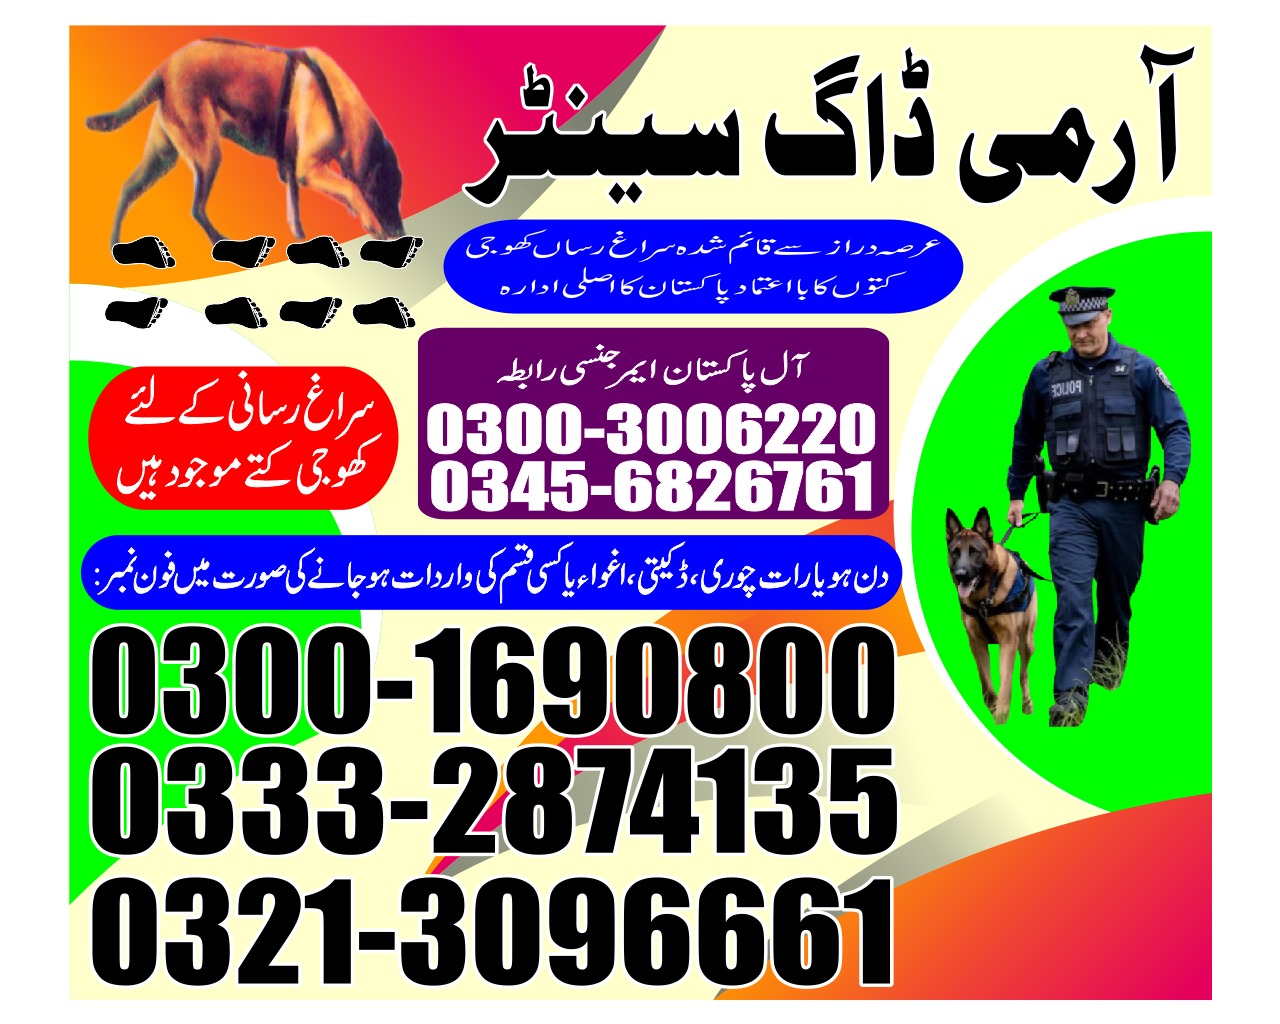 آرمی ڈاگ سینٹر
عرصہ دراز سے قائم شدہ سراغ رساں کھوجی
کتوں کا با اعتماد پاکستان کا اصلی ادارہ
آل پاکستان ایمرجنسی رابطہ
0300-3006220
0345-6826761
سراغ رسانی کے لئے
کھوجی کتے موجود ہیں
POLICE
دن ہو یا رات چوری، ڈکیتی، اغواء یا کسی قسم کی واردات ہو جانے کی صورت میں فون نمبر:
0300-1690800
0333-2874135
0321-3096661